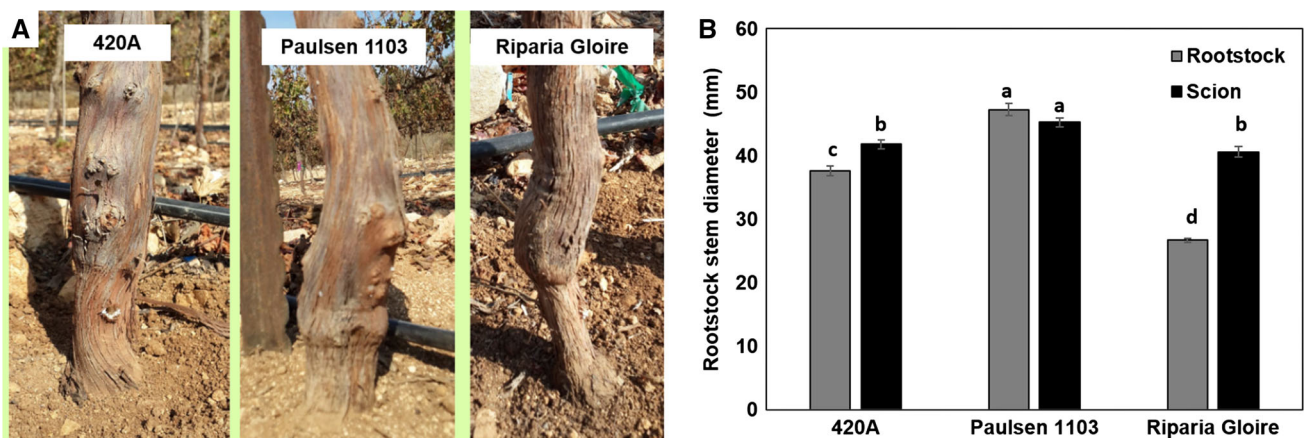 A
420A
Paulsen 1103
Riparia Gloire
B
Rootstock stem diameter (mm)
60
50
40
30
20
10
0
Rootstock
Scion
c
b
a
a
d
b
420A
Paulsen 1103
Riparia Gloire